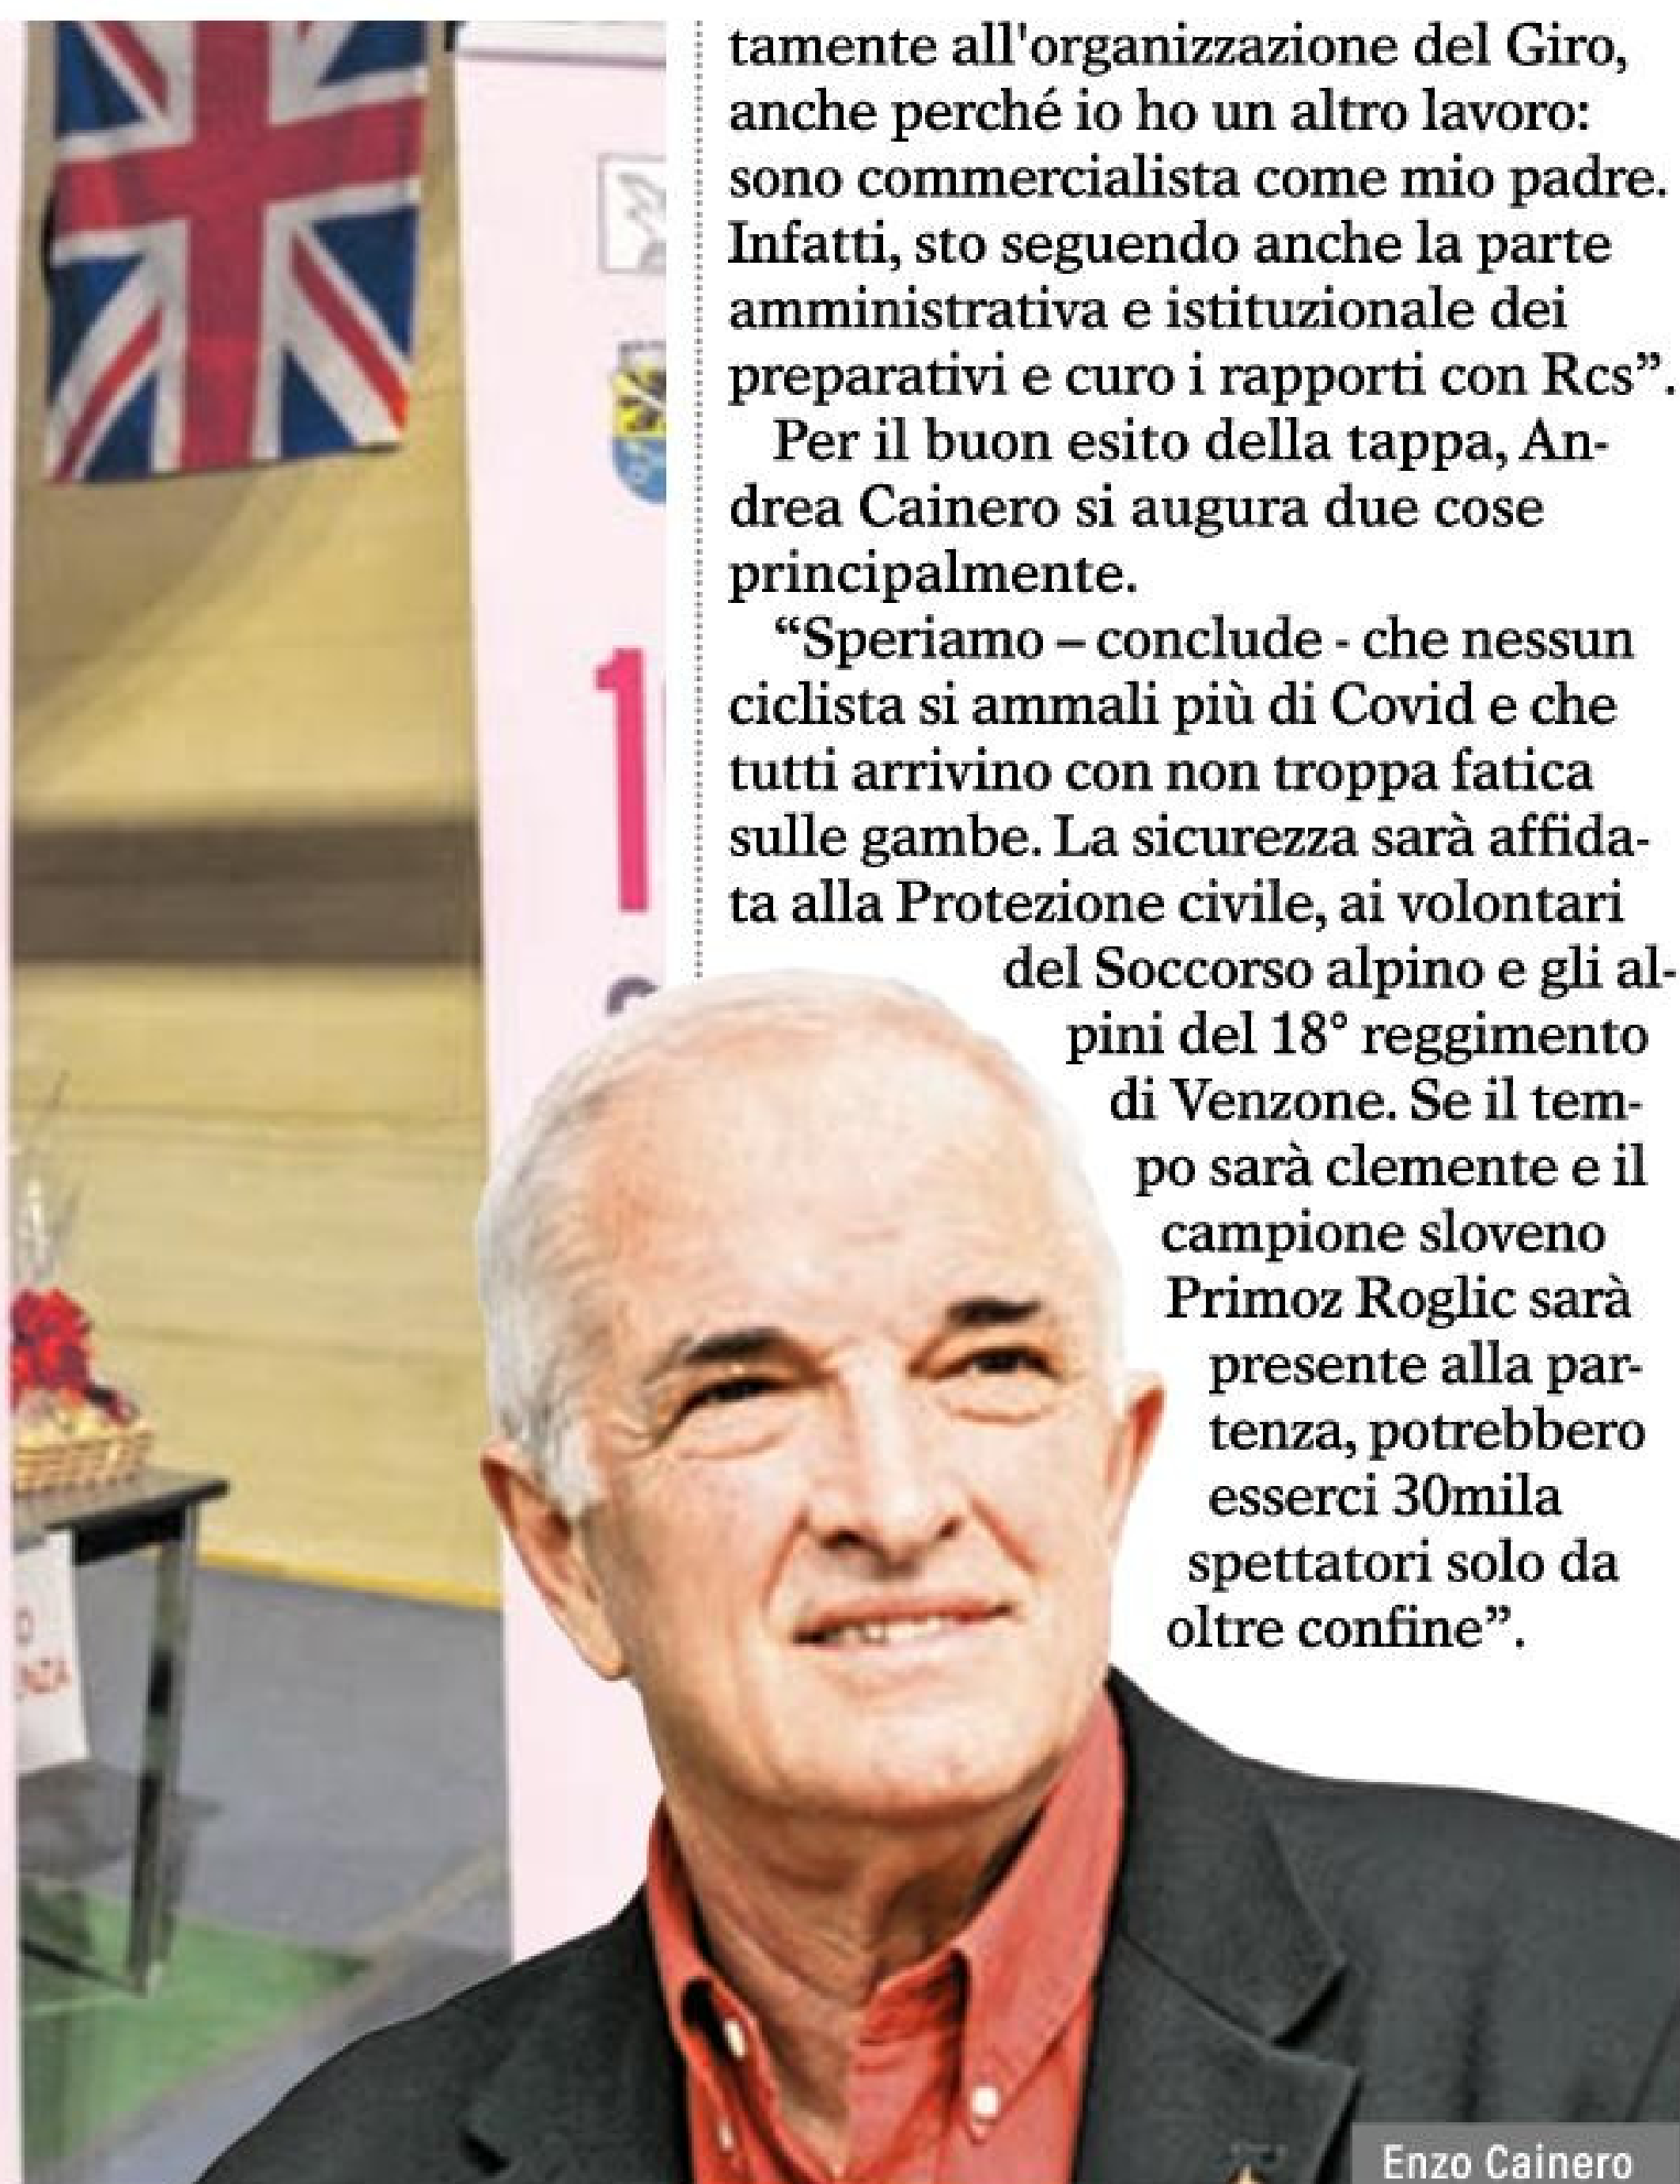 tamente all'organizzazione del Giro,
anche perché io ho un altro lavoro:
sono commercialista come mio padre.
Infatti, sto seguendo anche la parte
amministrativa e istituzionale dei
preparativi e curo i rapporti con Rcs”.
Per il buon esito della tappa, An-
drea Cainero si augura due cose
principalmente.
“Speriamo – conclude - che nessun
ciclista si ammali più di Covid e che
tutti arrivino con non troppa fatica
sulle gambe. La sicurezza sarà affida-
ta alla Protezione civile, ai volontari
del Soccorso alpino e gli al-
pini del 18° reggimento
di Venzone. Se il tem-
po sarà clemente e il
campione sloveno
Primoz Roglic sarà
presente alla par-
tenza, potrebbero
esserci 30mila
spettatori solo da
oltre confine”.
Enzo Cainero